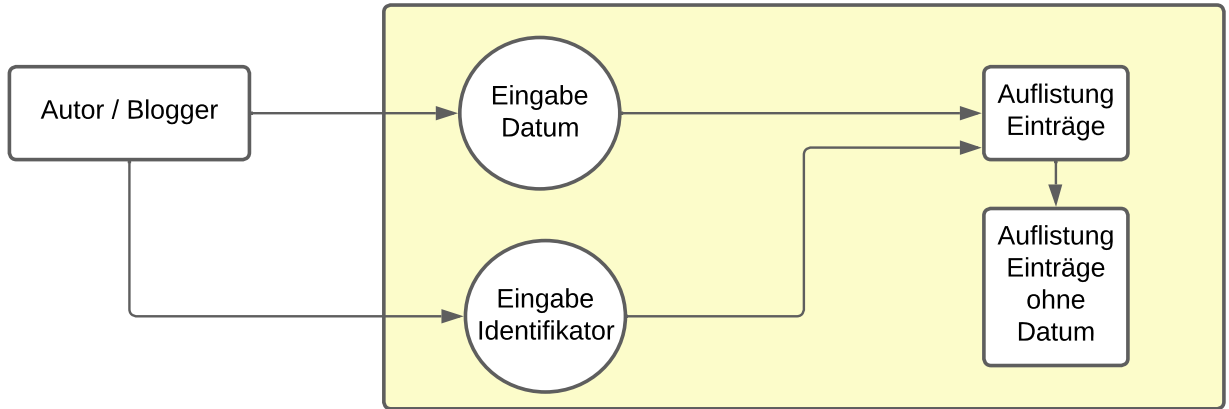 Autor / Blogger
Eingabe
Datum
Auflistung
Einträge
Eingabe
Identifikator
Auflistung
Einträge
ohne
Datum